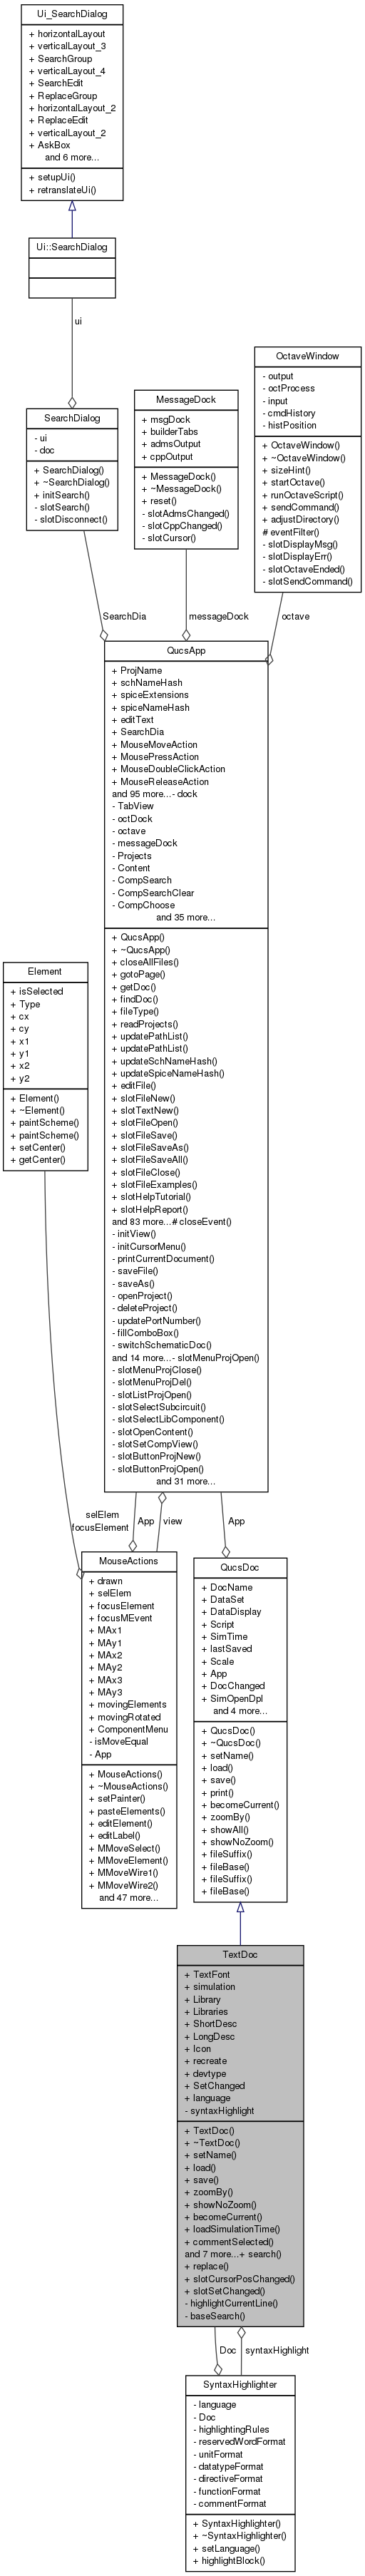 Ui_SearchDialog
+ horizontalLayout
+ verticalLayout_3
+ SearchGroup
+ verticalLayout_4
+ SearchEdit
+ ReplaceGroup
+ horizontalLayout_2
+ ReplaceEdit
+ verticalLayout_2
+ AskBox
and 6 more...
+ setupUi()
+ retranslateUi()
Ui::SearchDialog
ui
SearchDialog
- ui
- doc
+ SearchDialog()
+ ~SearchDialog()
+ initSearch()
- slotSearch()
- slotDisconnect()
MessageDock
+ msgDock
+ builderTabs
+ admsOutput
+ cppOutput
+ MessageDock()
+ ~MessageDock()
+ reset()
- slotAdmsChanged()
- slotCppChanged()
- slotCursor()
OctaveWindow
- output
- octProcess
- input
- cmdHistory
- histPosition
+ OctaveWindow()
+ ~OctaveWindow()
+ sizeHint()
+ startOctave()
+ runOctaveScript()
+ sendCommand()
+ adjustDirectory()
# eventFilter()
- slotDisplayMsg()
- slotDisplayErr()
- slotOctaveEnded()
- slotSendCommand()
SearchDia
messageDock
octave
QucsApp
+ ProjName
+ schNameHash
+ spiceExtensions
+ spiceNameHash
+ editText
+ SearchDia
+ MouseMoveAction
+ MousePressAction
+ MouseDoubleClickAction
+ MouseReleaseAction
and 95 more...- dock
- TabView
- octDock
- octave
- messageDock
- Projects
- Content
- CompSearch
- CompSearchClear
- CompChoose
and 35 more...
+ QucsApp()
+ ~QucsApp()
+ closeAllFiles()
+ gotoPage()
+ getDoc()
+ findDoc()
+ fileType()
+ readProjects()
+ updatePathList()
+ updatePathList()
+ updateSchNameHash()
+ updateSpiceNameHash()
+ editFile()
+ slotFileNew()
+ slotTextNew()
+ slotFileOpen()
+ slotFileSave()
+ slotFileSaveAs()
+ slotFileSaveAll()
+ slotFileClose()
+ slotFileExamples()
+ slotHelpTutorial()
+ slotHelpReport()
and 83 more...# closeEvent()
- initView()
- initCursorMenu()
- printCurrentDocument()
- saveFile()
- saveAs()
- openProject()
- deleteProject()
- updatePortNumber()
- fillComboBox()
- switchSchematicDoc()
and 14 more...- slotMenuProjOpen()
- slotMenuProjClose()
- slotMenuProjDel()
- slotListProjOpen()
- slotSelectSubcircuit()
- slotSelectLibComponent()
- slotOpenContent()
- slotSetCompView()
- slotButtonProjNew()
- slotButtonProjOpen()
and 31 more...
Element
+ isSelected
+ Type
+ cx
+ cy
+ x1
+ y1
+ x2
+ y2
+ Element()
+ ~Element()
+ paintScheme()
+ paintScheme()
+ setCenter()
+ getCenter()
selElem
focusElement
App
view
App
MouseActions
+ drawn
+ selElem
+ focusElement
+ focusMEvent
+ MAx1
+ MAy1
+ MAx2
+ MAy2
+ MAx3
+ MAy3
+ movingElements
+ movingRotated
+ ComponentMenu
- isMoveEqual
- App
+ MouseActions()
+ ~MouseActions()
+ setPainter()
+ pasteElements()
+ editElement()
+ editLabel()
+ MMoveSelect()
+ MMoveElement()
+ MMoveWire1()
+ MMoveWire2()
and 47 more...
QucsDoc
+ DocName
+ DataSet
+ DataDisplay
+ Script
+ SimTime
+ lastSaved
+ Scale
+ App
+ DocChanged
+ SimOpenDpl
and 4 more...
+ QucsDoc()
+ ~QucsDoc()
+ setName()
+ load()
+ save()
+ print()
+ becomeCurrent()
+ zoomBy()
+ showAll()
+ showNoZoom()
+ fileSuffix()
+ fileBase()
+ fileSuffix()
+ fileBase()
TextDoc
+ TextFont
+ simulation
+ Library
+ Libraries
+ ShortDesc
+ LongDesc
+ Icon
+ recreate
+ devtype
+ SetChanged
+ language
- syntaxHighlight
+ TextDoc()
+ ~TextDoc()
+ setName()
+ load()
+ save()
+ zoomBy()
+ showNoZoom()
+ becomeCurrent()
+ loadSimulationTime()
+ commentSelected()
and 7 more...+ search()
+ replace()
+ slotCursorPosChanged()
+ slotSetChanged()
- highlightCurrentLine()
- baseSearch()
Doc
syntaxHighlight
SyntaxHighlighter
- language
- Doc
- highlightingRules
- reservedWordFormat
- unitFormat
- datatypeFormat
- directiveFormat
- functionFormat
- commentFormat
+ SyntaxHighlighter()
+ ~SyntaxHighlighter()
+ setLanguage()
+ highlightBlock()